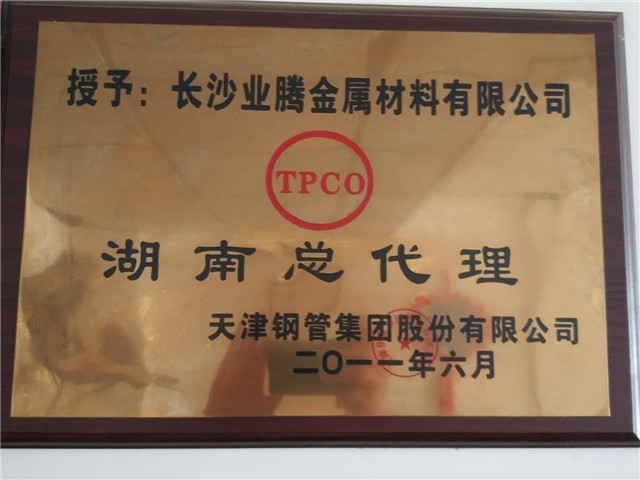 授予：长沙业腾金属材料有限公司
TPCO
湖南总代理
天津钢管集团股份有限公司
二〇一一年六月